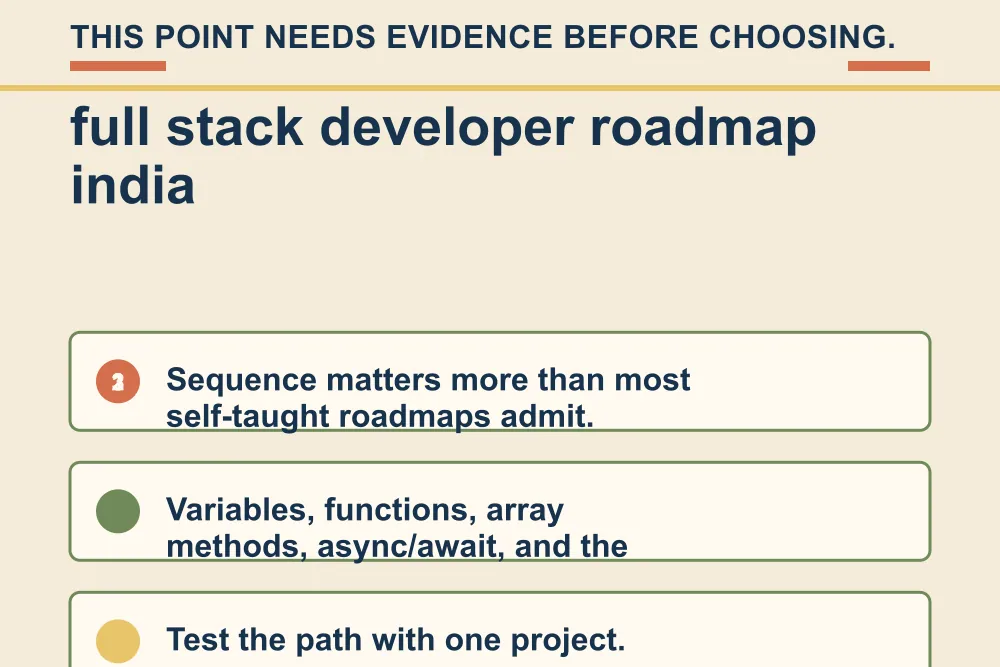 THIS POINT NEEDS EVIDENCE BEFORE CHOOSING.
full stack developer roadmap
india
Sequence matters more than most
self-taught roadmaps admit.
Variables, functions, array
methods, async/await, and the
Test the path with one project.